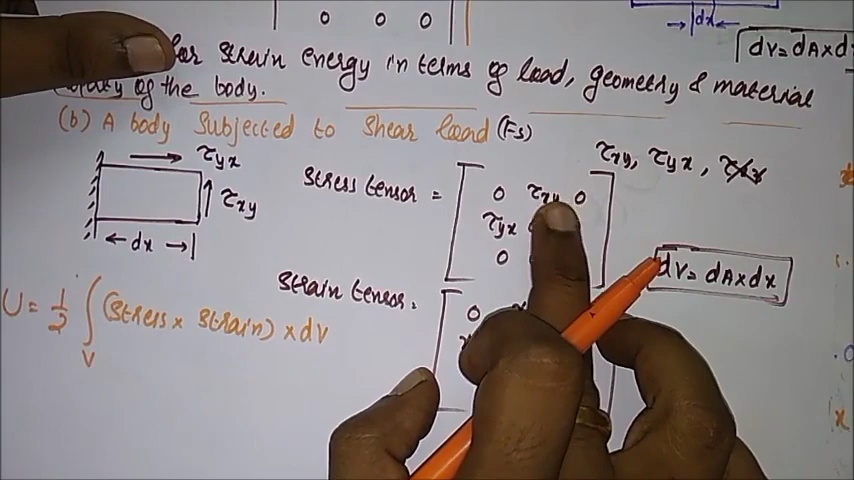 0 0 0
dx
dV = dA x d
strain energy in terms of load, geometry & material
of the body.
(b) A body Subjected to Shear load (Fs)
τyx
τxy
dx
Stress tensor =
0 τxy 0
τyx
0
τxy, τyx,
dV = dA x dx
Strain tensor =
0
U = 1/2 ∫V (Stress x Strain) x dV